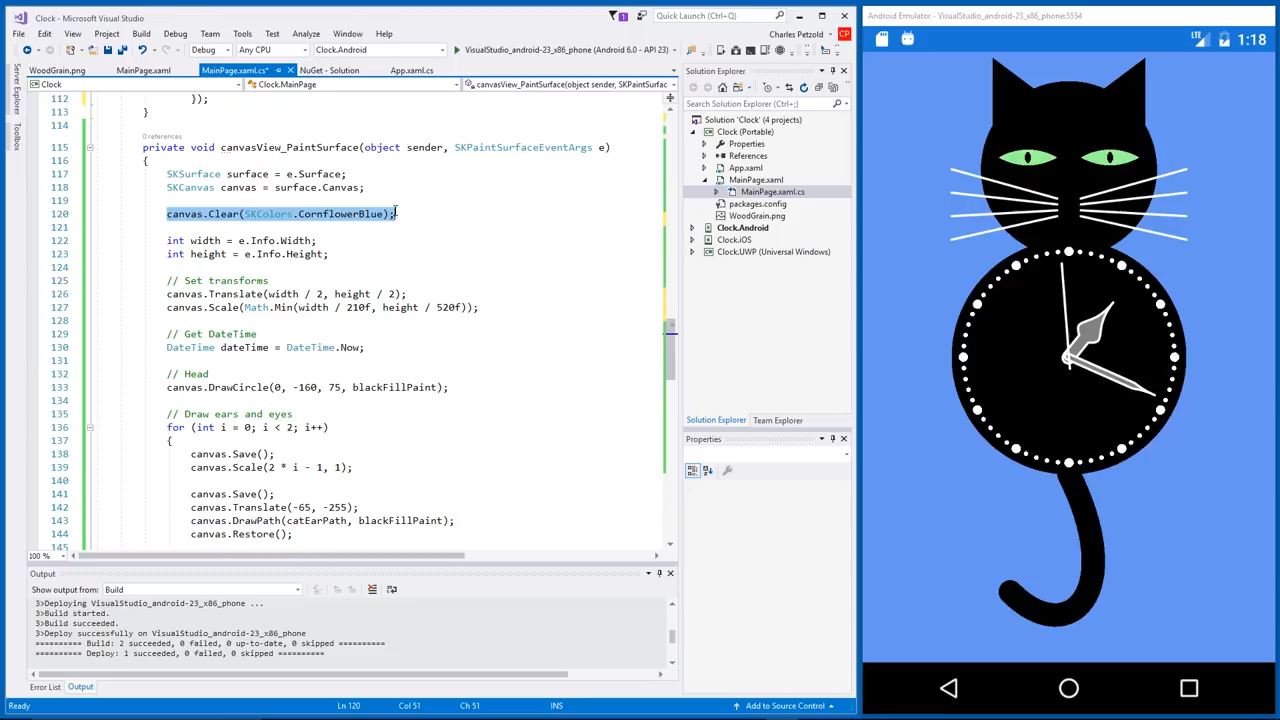 Clock - Microsoft Visual Studio
1
Quick Launch (Ctrl+Q)
File Edit View Project Build Debug Team Tools Test Analyze Window Help
Charles Petzold CP
Debug Any CPU Clock.Android VisualStudio_android-23_x86_phone (Android 6.0 - API 23)
WoodGrain.png MainPage.xaml MainPage.xaml.cs* NuGet - Solution App.xaml.cs
Clock Clock.MainPage canvasView_PaintSurface(object sender, SKPaintSurfac
Server Explorer
Toolbox
112 });
113 }
114
0 references
115 private void canvasView_PaintSurface(object sender, SKPaintSurfaceEventArgs e)
116 {
117 SKSurface surface = e.Surface;
118 SKCanvas canvas = surface.Canvas;
119
120 canvas.Clear(SKColors.CornflowerBlue);
121
122 int width = e.Info.Width;
123 int height = e.Info.Height;
124
125 // Set transforms
126 canvas.Translate(width / 2, height / 2);
127 canvas.Scale(Math.Min(width / 210f, height / 520f));
128
129 // Get DateTime
130 DateTime dateTime = DateTime.Now;
131
132 // Head
133 canvas.DrawCircle(0, -160, 75, blackFillPaint);
134
135 // Draw ears and eyes
136 for (int i = 0; i < 2; i++)
137 {
138 canvas.Save();
139 canvas.Scale(2 * i - 1, 1);
140
141 canvas.Save();
142 canvas.Translate(-65, -255);
143 canvas.DrawPath(catEarPath, blackFillPaint);
144 canvas.Restore();
145
100 %
Output
Show output from: Build
3>Deploying VisualStudio_android-23_x86_phone ...
3>Build started.
3>Build succeeded.
3>Deploy successfully on VisualStudio_android-23_x86_phone
========== Build: 2 succeeded, 0 failed, 0 up-to-date, 0 skipped ==========
========== Deploy: 1 succeeded, 0 failed, 0 skipped ==========
Error List Output
Ready Ln 120 Col 51 Ch 51 INS Add to Source Control
Solution Explorer
Search Solution Explorer (Ctrl+;)
Solution 'Clock' (4 projects)
Clock (Portable)
Properties
References
App.xaml
MainPage.xaml
MainPage.xaml.cs
packages.config
WoodGrain.png
Clock.Android
Clock.iOS
Clock.UWP (Universal Windows)
Solution Explorer Team Explorer
Properties
Android Emulator - VisualStudio_android-23_x86_phone:5554
LTE 1:18